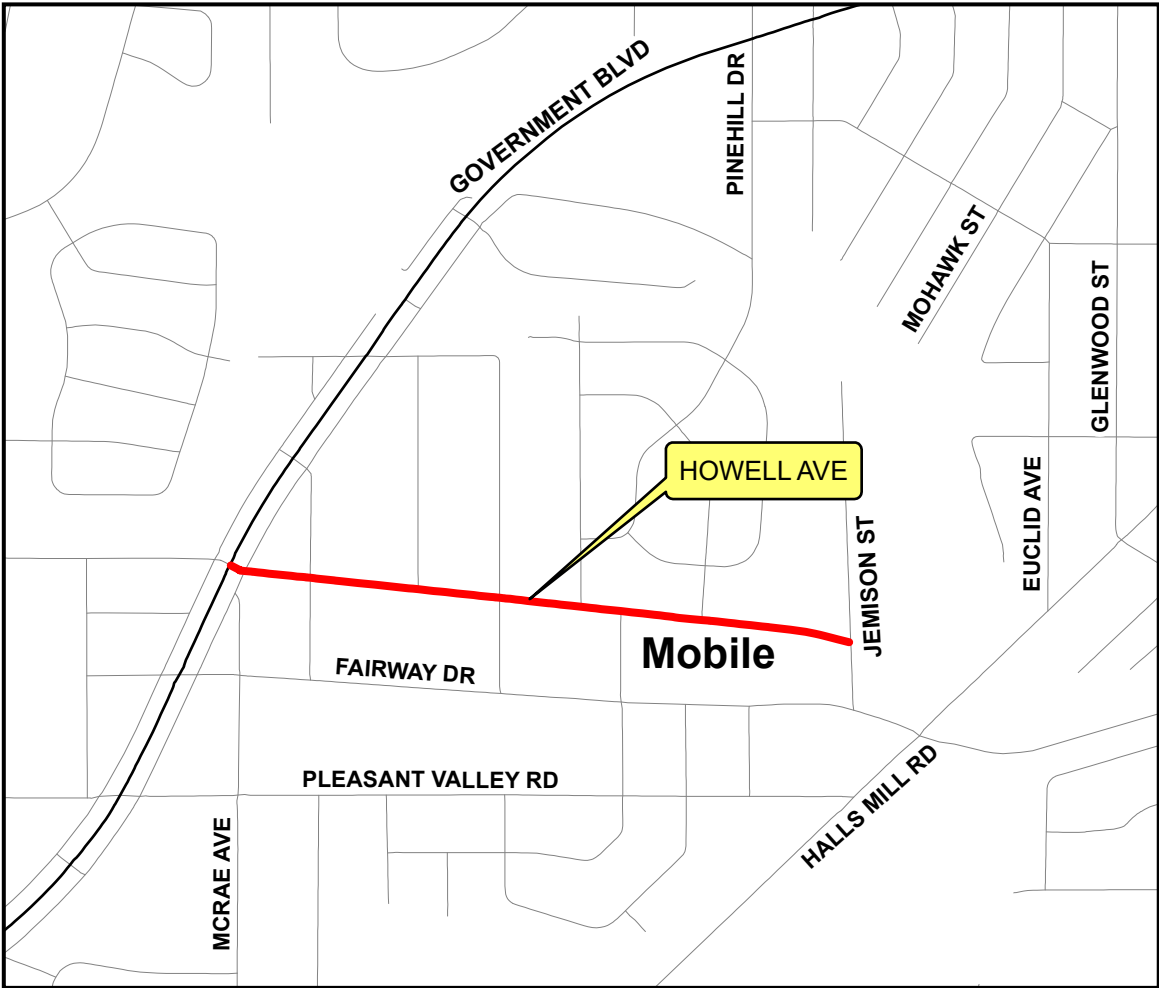 GOVERNMENT BLVD
PINEHILL DR
MOHAWK ST
GLENWOOD ST
HOWELL AVE
EUCLID AVE
JEMISON ST
Mobile
FAIRWAY DR
PLEASANT VALLEY RD
HALLS MILL RD
MCRAE AVE